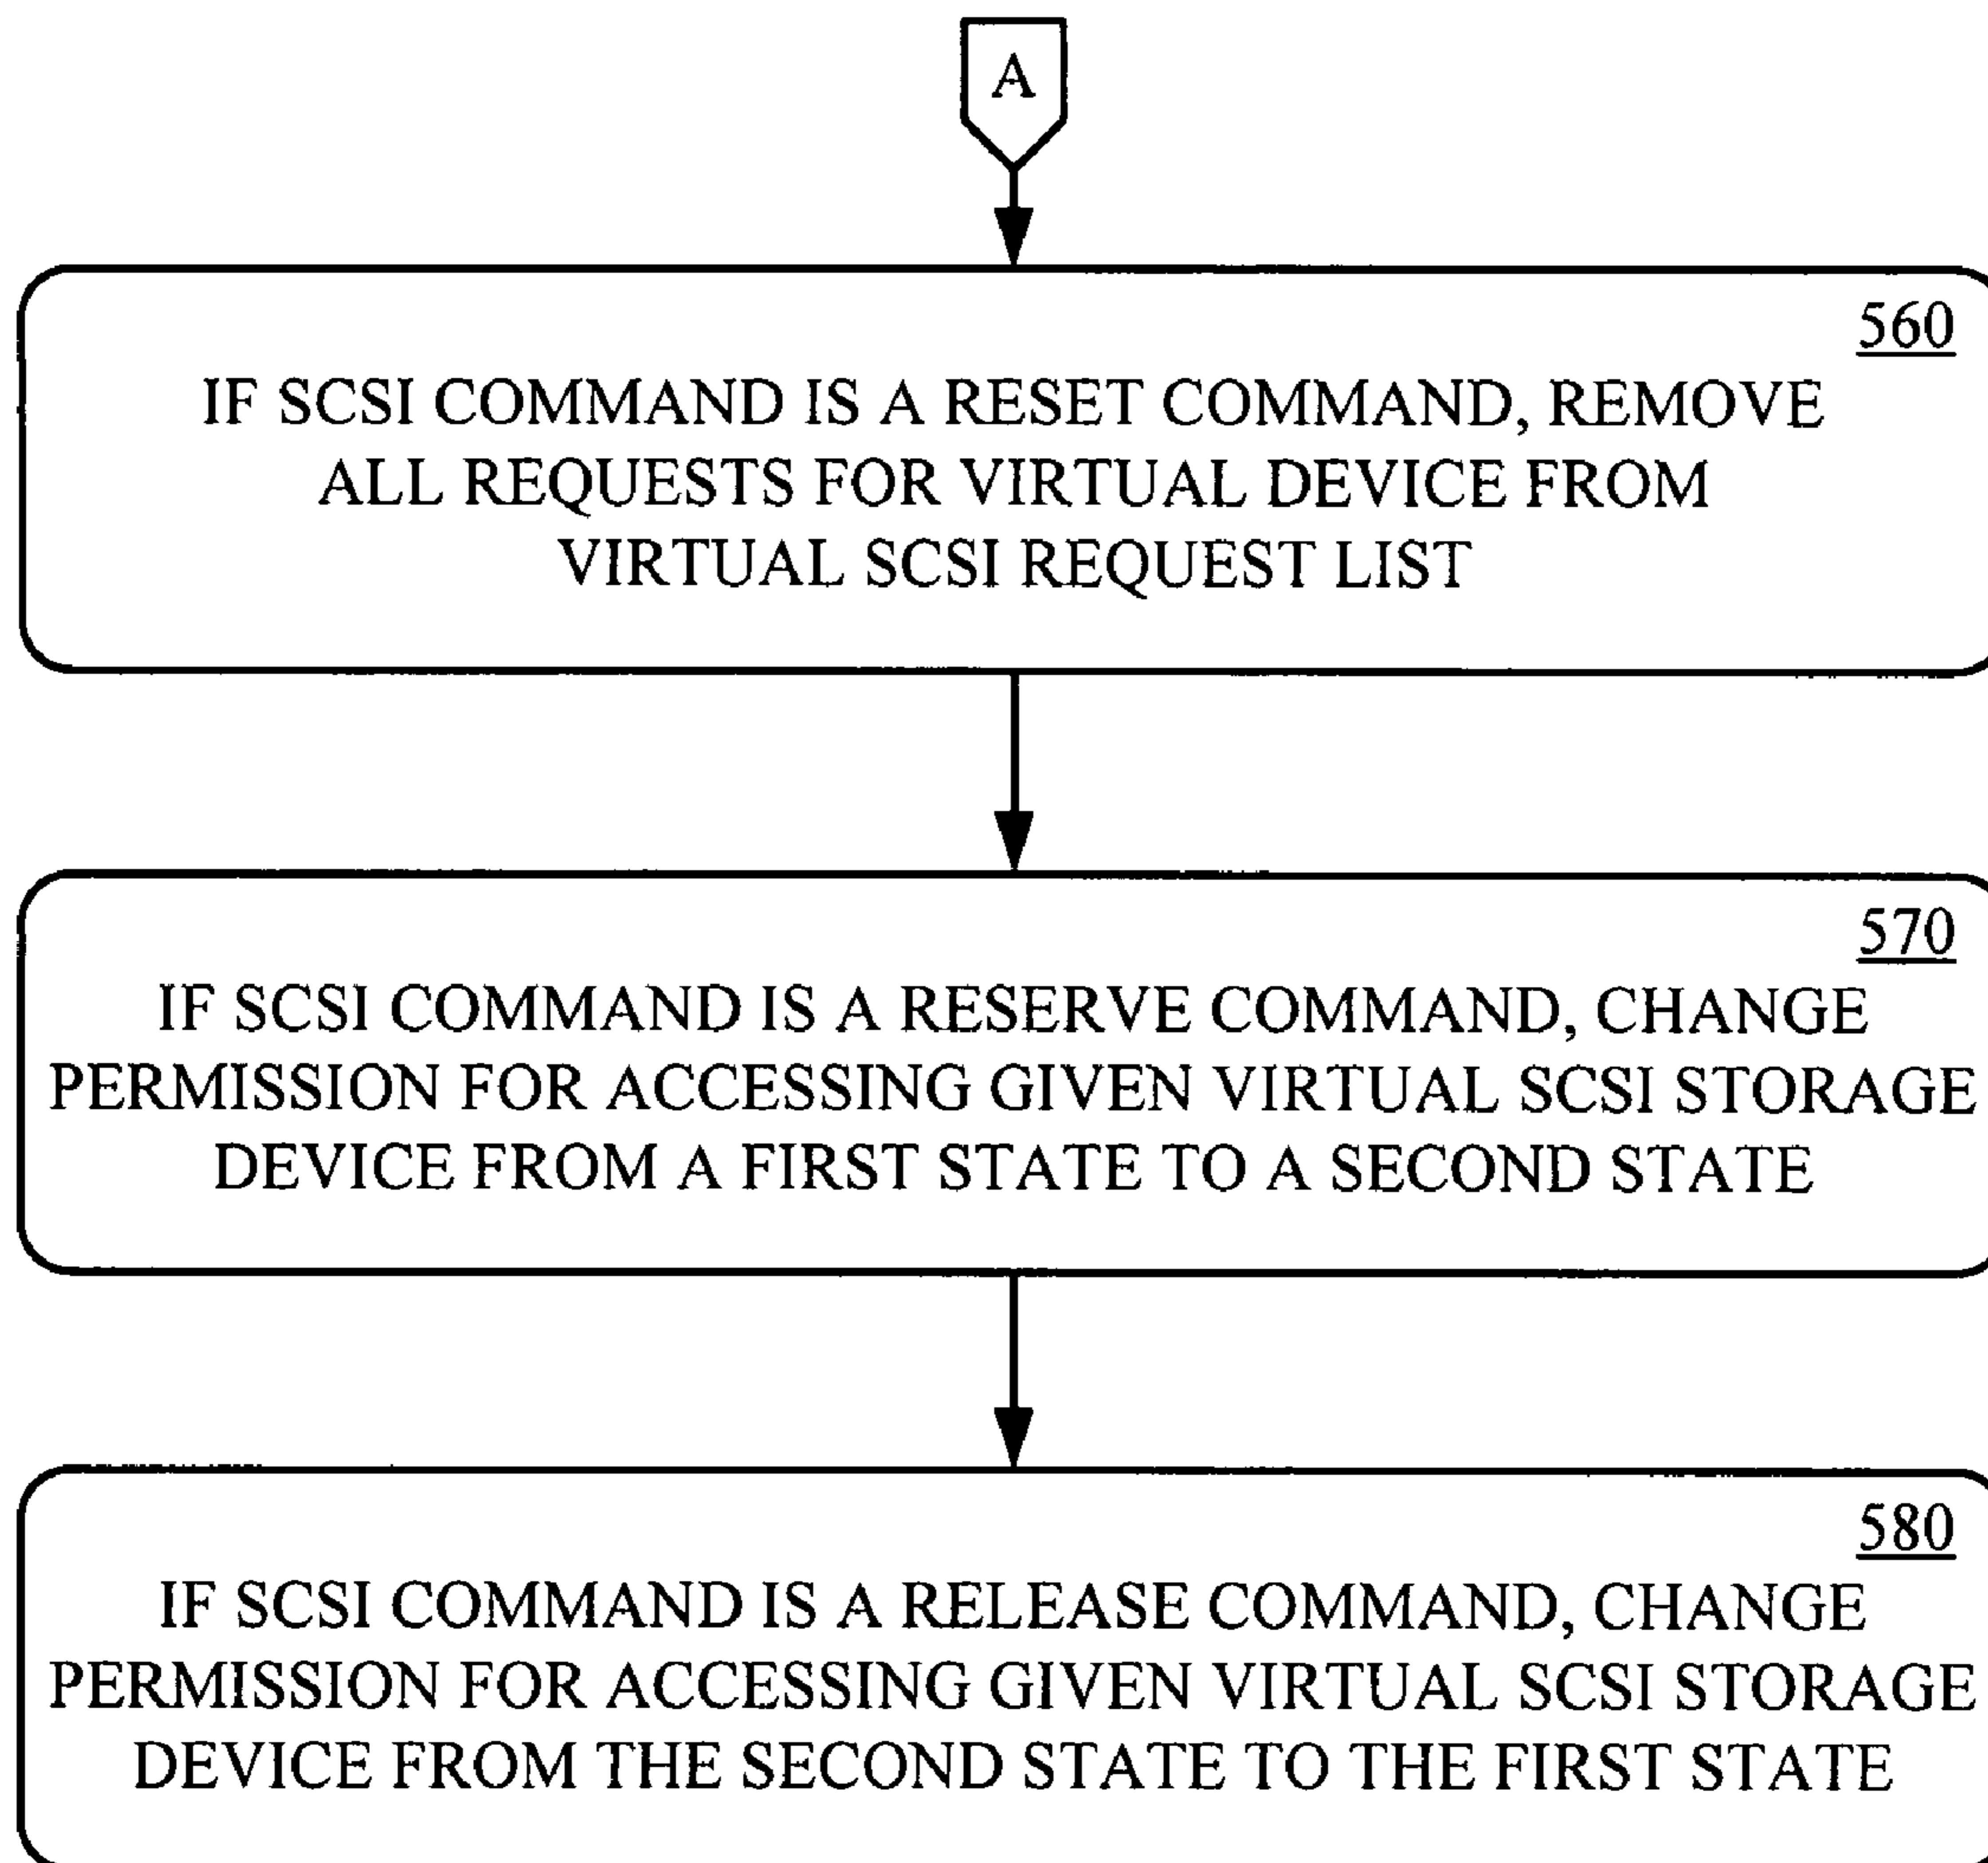 A
560
IF SCSI COMMAND IS A RESET COMMAND, REMOVE
ALL REQUESTS FOR VIRTUAL DEVICE FROM
VIRTUAL SCSI REQUEST LIST
570
IF SCSI COMMAND IS A RESERVE COMMAND, CHANGE
PERMISSION FOR ACCESSING GIVEN VIRTUAL SCSI STORAGE
DEVICE FROM A FIRST STATE TO A SECOND STATE
580
IF SCSI COMMAND IS A RELEASE COMMAND, CHANGE
PERMISSION FOR ACCESSING GIVEN VIRTUAL SCSI STORAGE
DEVICE FROM THE SECOND STATE TO THE FIRST STATE